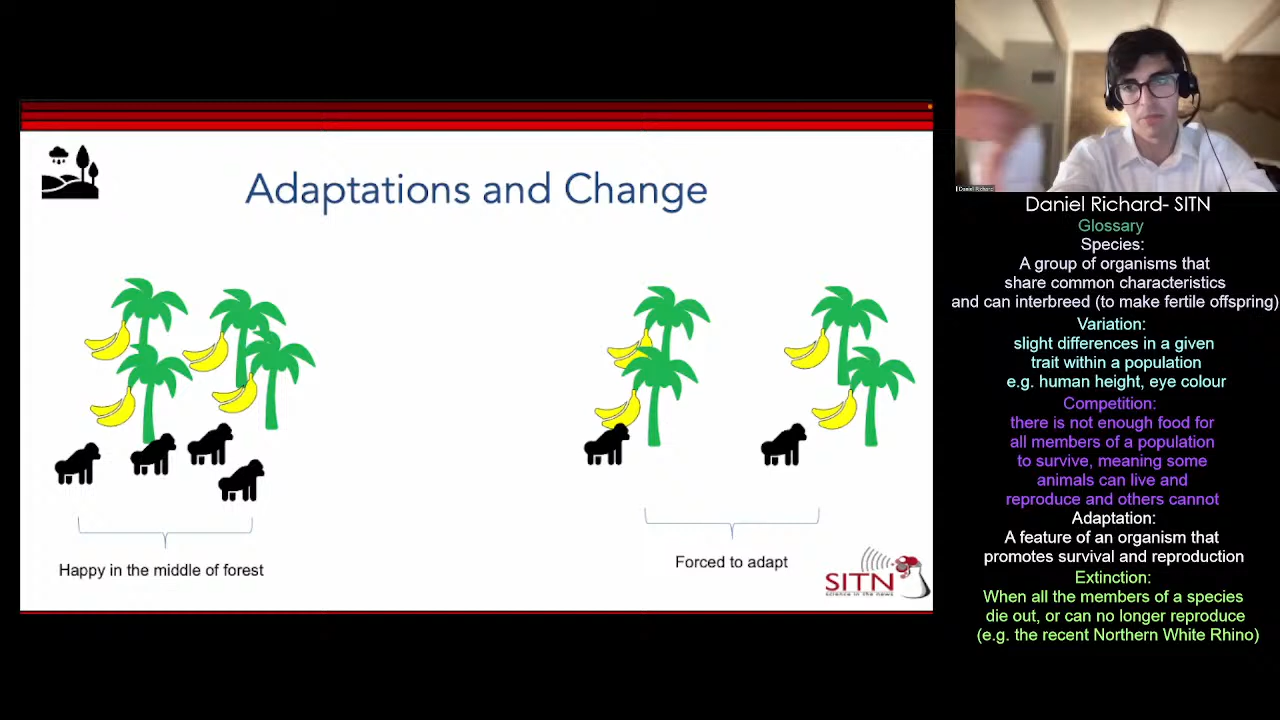 Adaptations and Change
Happy in the middle of forest
Forced to adapt
SITN
science in the news
Daniel Richard
Daniel Richard- SITN
Glossary
Species:
A group of organisms that
share common characteristics
and can interbreed (to make fertile offspring)
Variation:
slight differences in a given
trait within a population
e.g. human height, eye colour
Competition:
there is not enough food for
all members of a population
to survive, meaning some
animals can live and
reproduce and others cannot
Adaptation:
A feature of an organism that
promotes survival and reproduction
Extinction:
When all the members of a species
die out, or can no longer reproduce
(e.g. the recent Northern White Rhino)